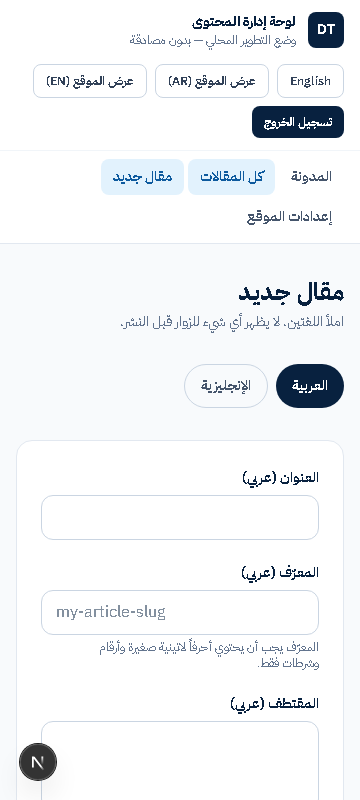 DT
لوحة إدارة المحتوى
وضع التطوير المحلي — بدون مصادقة
English
عرض الموقع (AR)
عرض الموقع (EN)
تسجيل الخروج
المدونة
كل المقالات
مقال جديد
إعدادات الموقع
مقال جديد
املأ اللغتين. لا يظهر أي شيء للزوار قبل النشر.
العربية
الإنجليزية
العنوان (عربي)
المعرّف (عربي)
my-article-slug
المعرّف يجب أن يحتوي أحرفاً لاتينية صغيرة وأرقام
وشرطات فقط.
المقتطف (عربي)
N